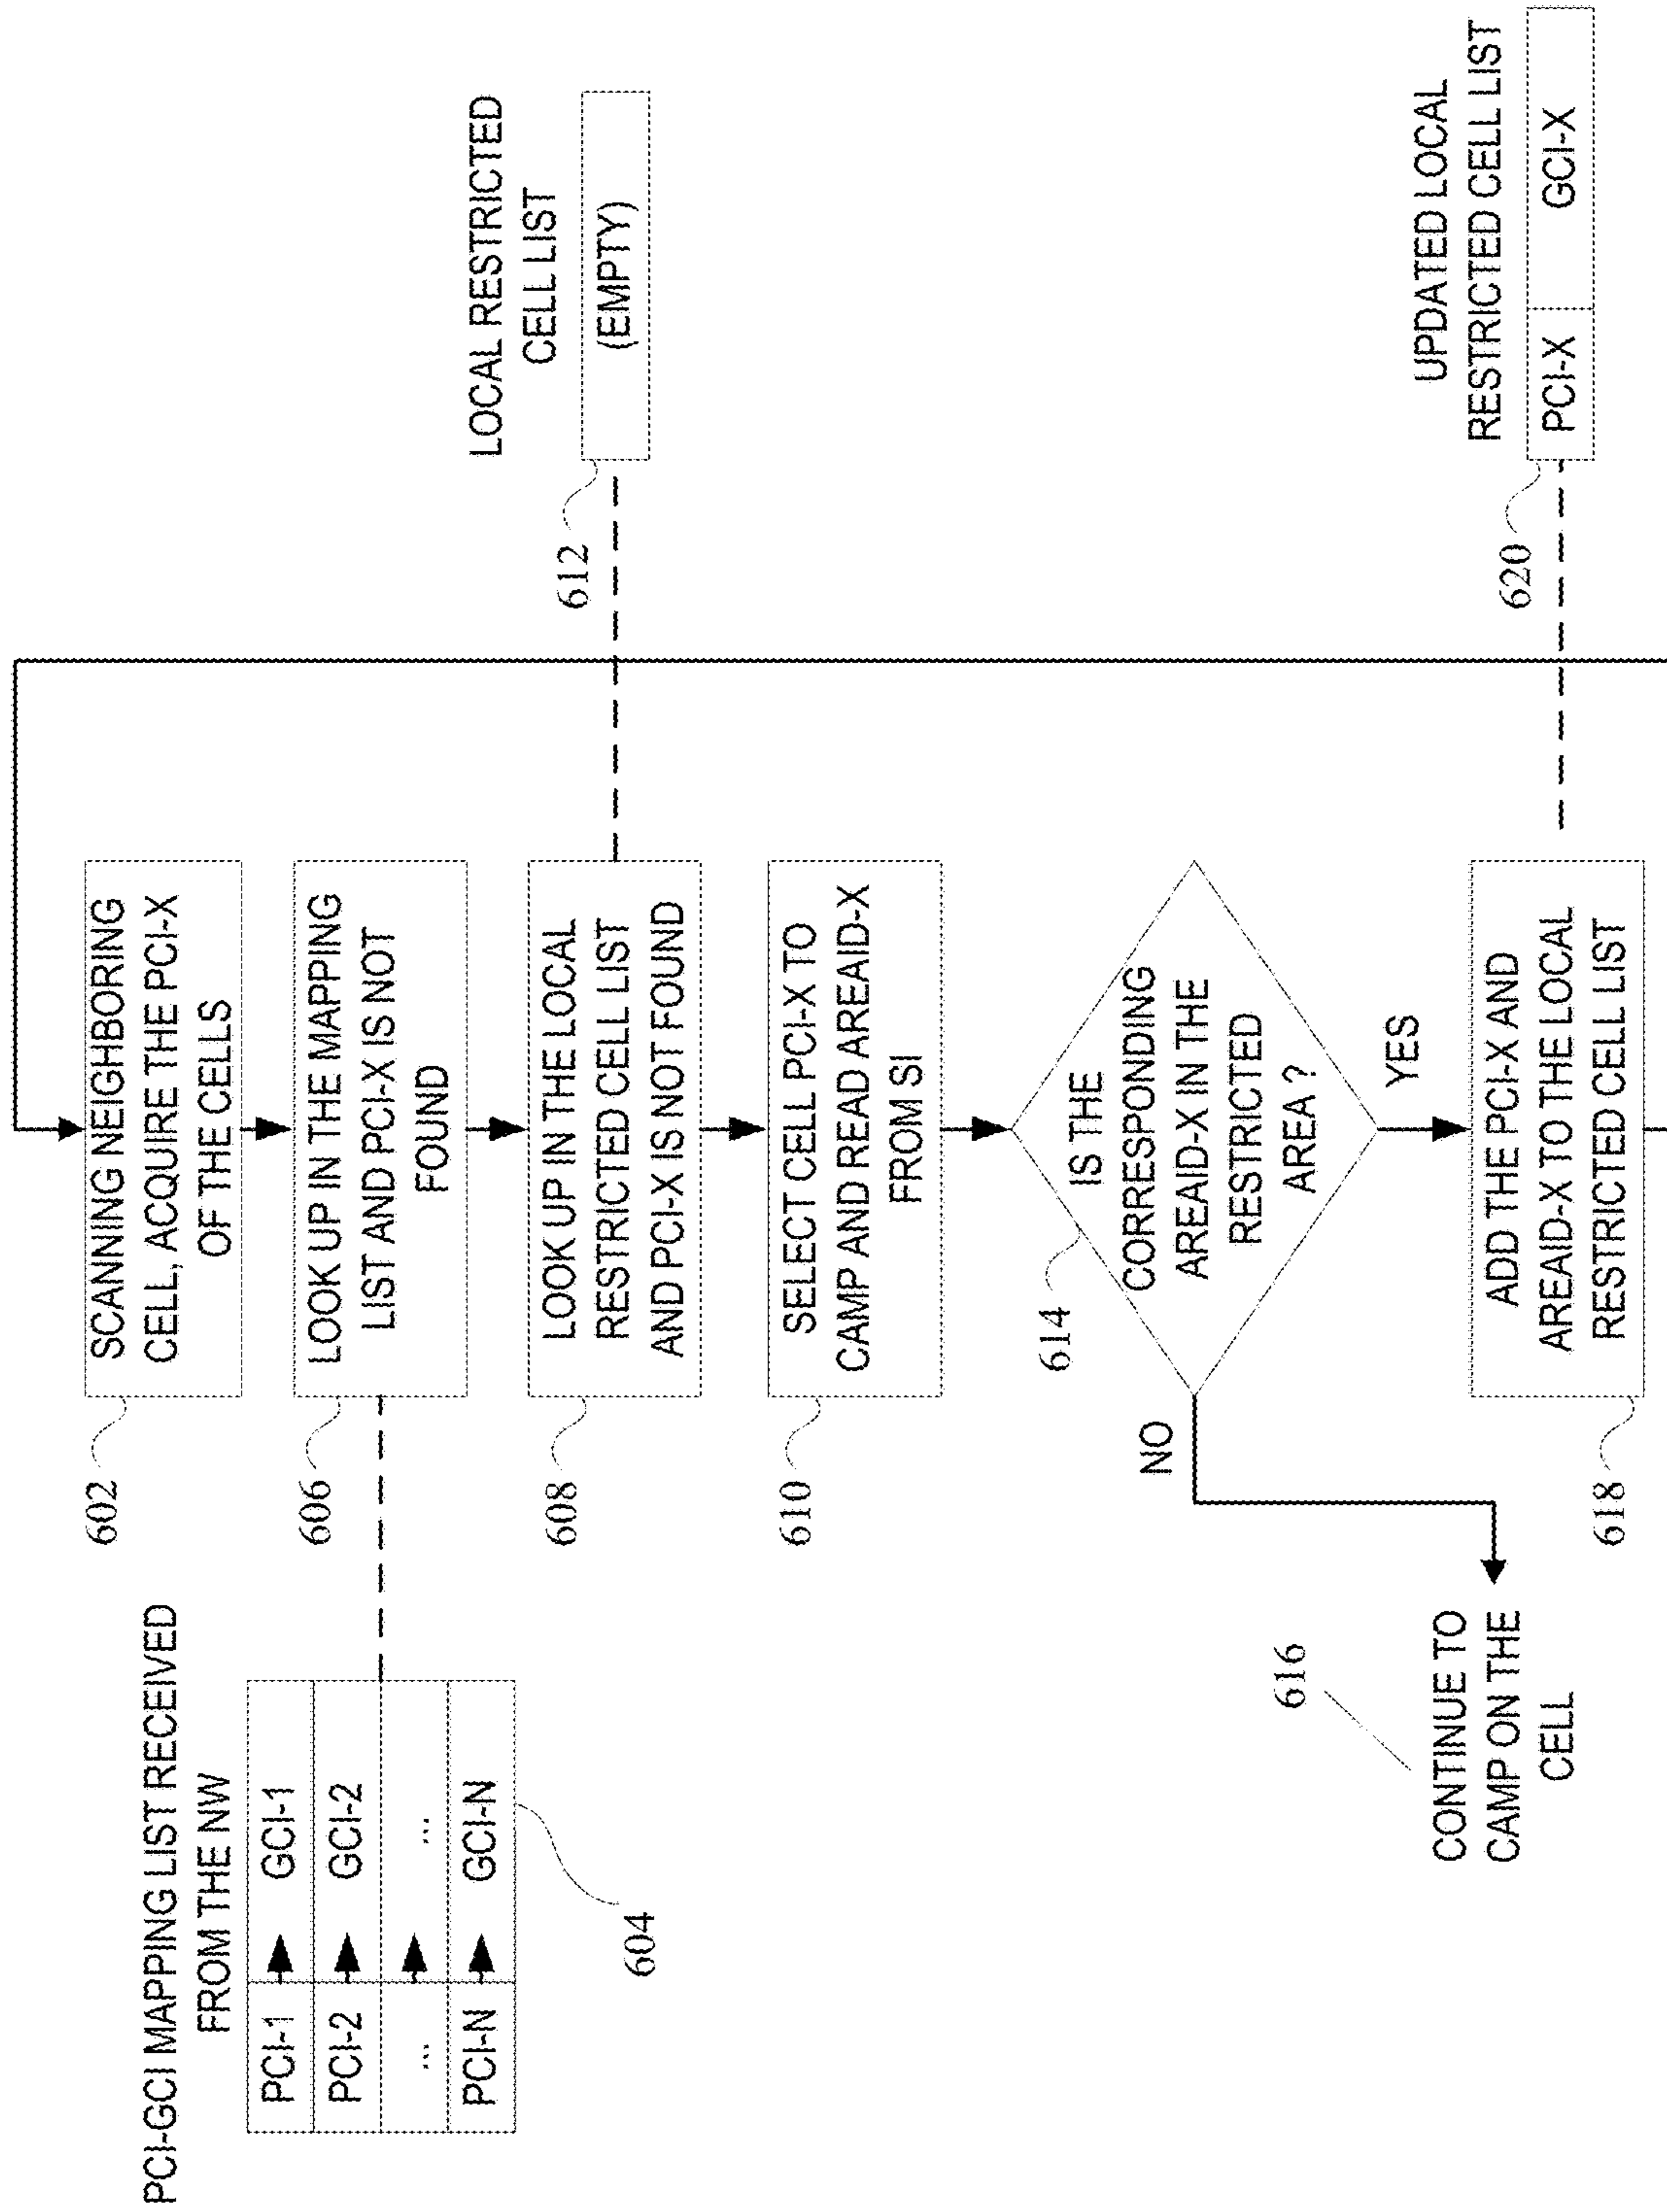 PCI-GCI MAPPING LIST RECEIVED
FROM THE NW
PCI-1 GCI-1
PCI-2 GCI-2
... ...
PCI-N GCI-N
604
602
SCANNING NEIGHBORING
CELL, ACQUIRE THE PCI-X
OF THE CELLS
606
LOOK UP IN THE MAPPING
LIST AND PCI-X IS NOT
FOUND
608
LOOK UP IN THE LOCAL
RESTRICTED CELL LIST
AND PCI-X IS NOT FOUND
LOCAL RESTRICTED
CELL LIST
612
(EMPTY)
610
SELECT CELL PCI-X TO
CAMP AND READ AREAID-X
FROM SI
614
IS THE
CORRESPONDING
AREAID-X IN THE
RESTRICTED
AREA ?
NO
YES
616
CONTINUE TO
CAMP ON THE
CELL
618
ADD THE PCI-X AND
AREAID-X TO THE LOCAL
RESTRICTED CELL LIST
UPDATED LOCAL
RESTRICTED CELL LIST
620
PCI-X GCI-X